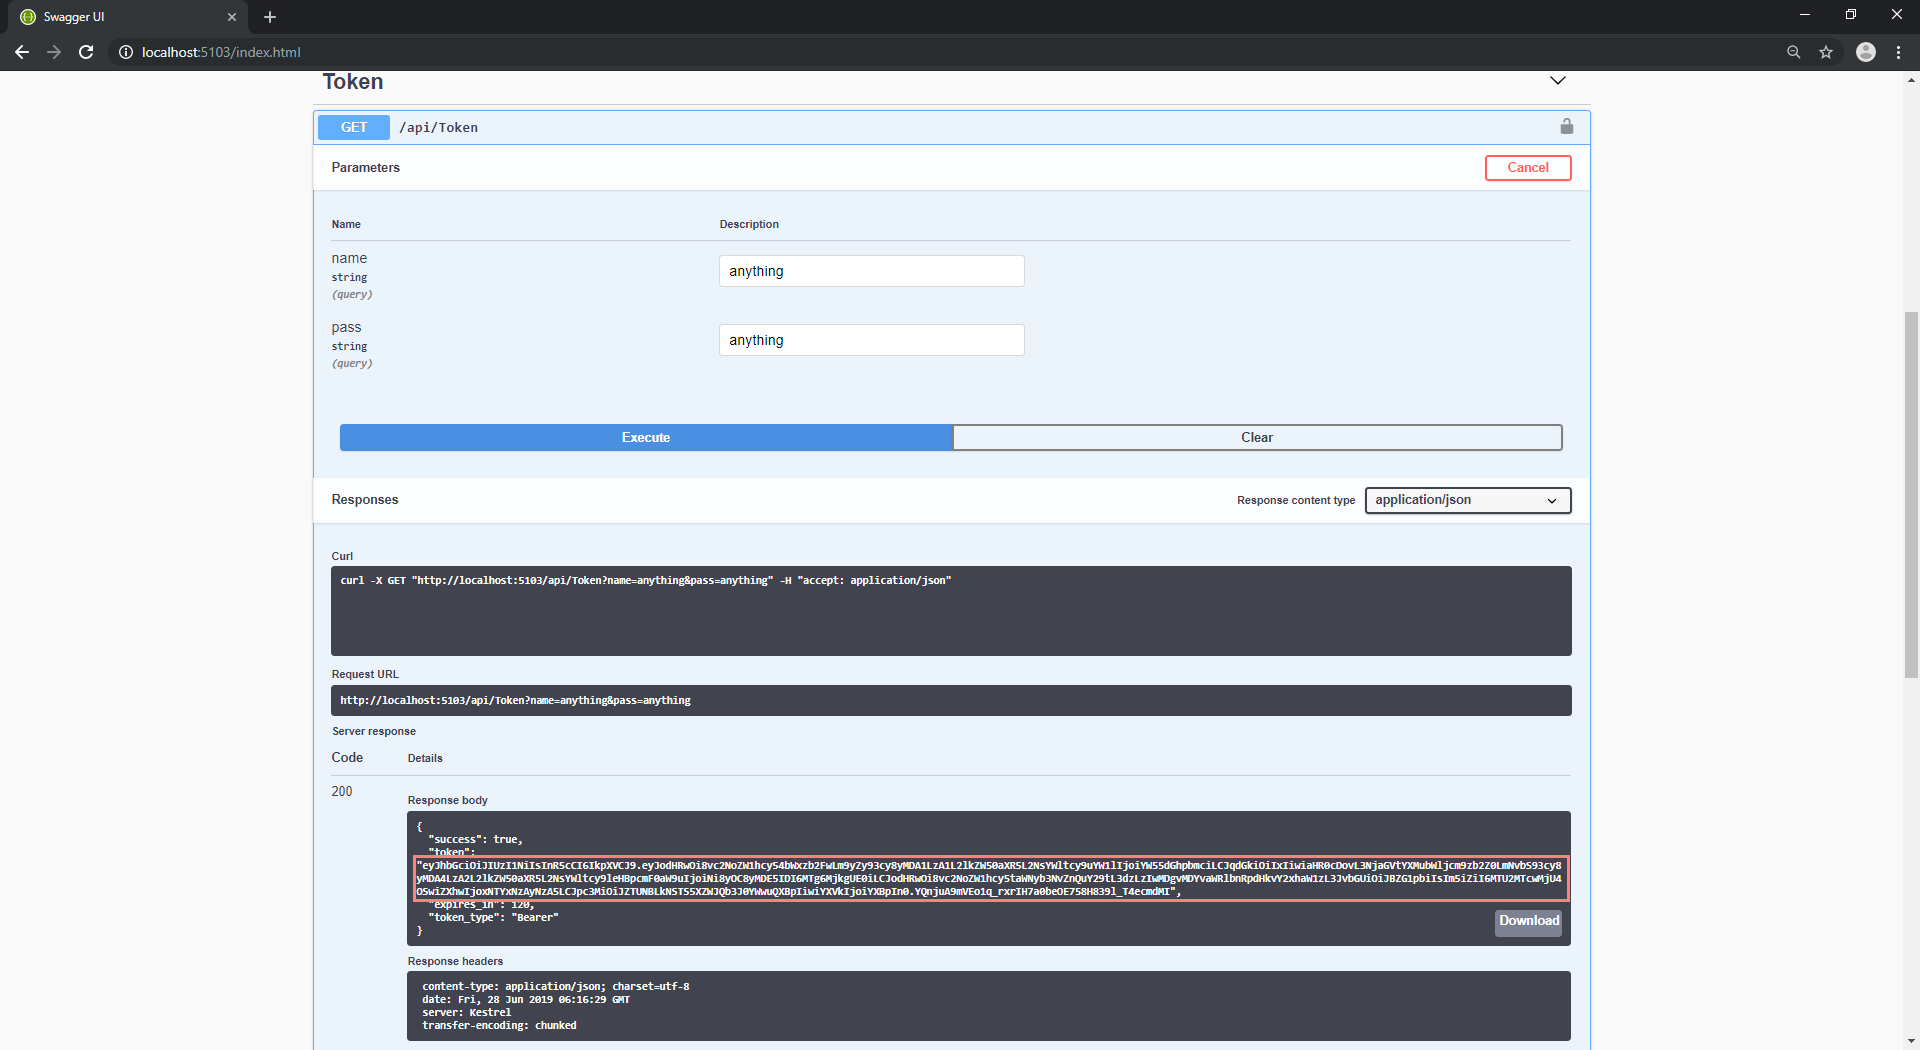 Swagger UI
localhost:5103/index.html
Token
GET /api/Token
Parameters
Cancel
Name Description
name
string
(query)
anything
pass
string
(query)
anything
Execute Clear
Responses
Response content type application/json
Curl
curl -X GET "http://localhost:5103/api/Token?name=anything&pass=anything" -H "accept: application/json"
Request URL
http://localhost:5103/api/Token?name=anything&pass=anything
Server response
Code Details
200
Response body
{
"success": true,
"token":
"expires_in": 120,
"token_type": "Bearer"
}
Download
Response headers
content-type: application/json; charset=utf-8
date: Fri, 28 Jun 2019 06:16:29 GMT
server: Kestrel
transfer-encoding: chunked